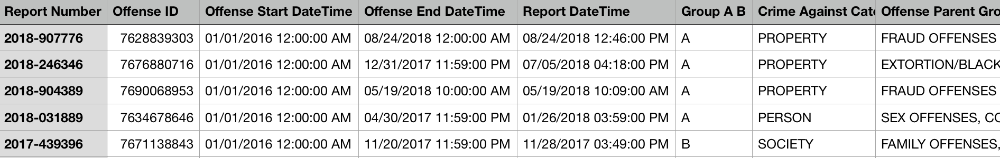 Report Number Offense ID Offense Start DateTime Offense End DateTime Report DateTime Group A B Crime Against Offense Parent
2018-907776 7628839303 01/01/2016 12:00:00 AM 08/24/2018 12:00:00 AM 08/24/2018 12:46:00 PM A PROPERTY FRAUD OFFENSES
2018-246346 7676880716 01/01/2016 12:00:00 AM 12/31/2017 11:59:00 PM 07/05/2018 04:18:00 PM A PROPERTY EXTORTION/BLACK
2018-904389 7690068953 01/01/2016 12:00:00 AM 05/19/2018 10:00:00 AM 05/19/2018 10:09:00 AM A PROPERTY FRAUD OFFENSES
2018-031889 7634678646 01/01/2016 12:00:00 AM 04/30/2017 11:59:00 PM 01/26/2018 03:59:00 PM A PERSON SEX OFFENSES,
2017-439396 7671138843 01/01/2016 12:00:00 AM 11/20/2017 11:59:00 PM 11/28/2017 03:49:00 PM B SOCIETY FAMILY OFFENSES,